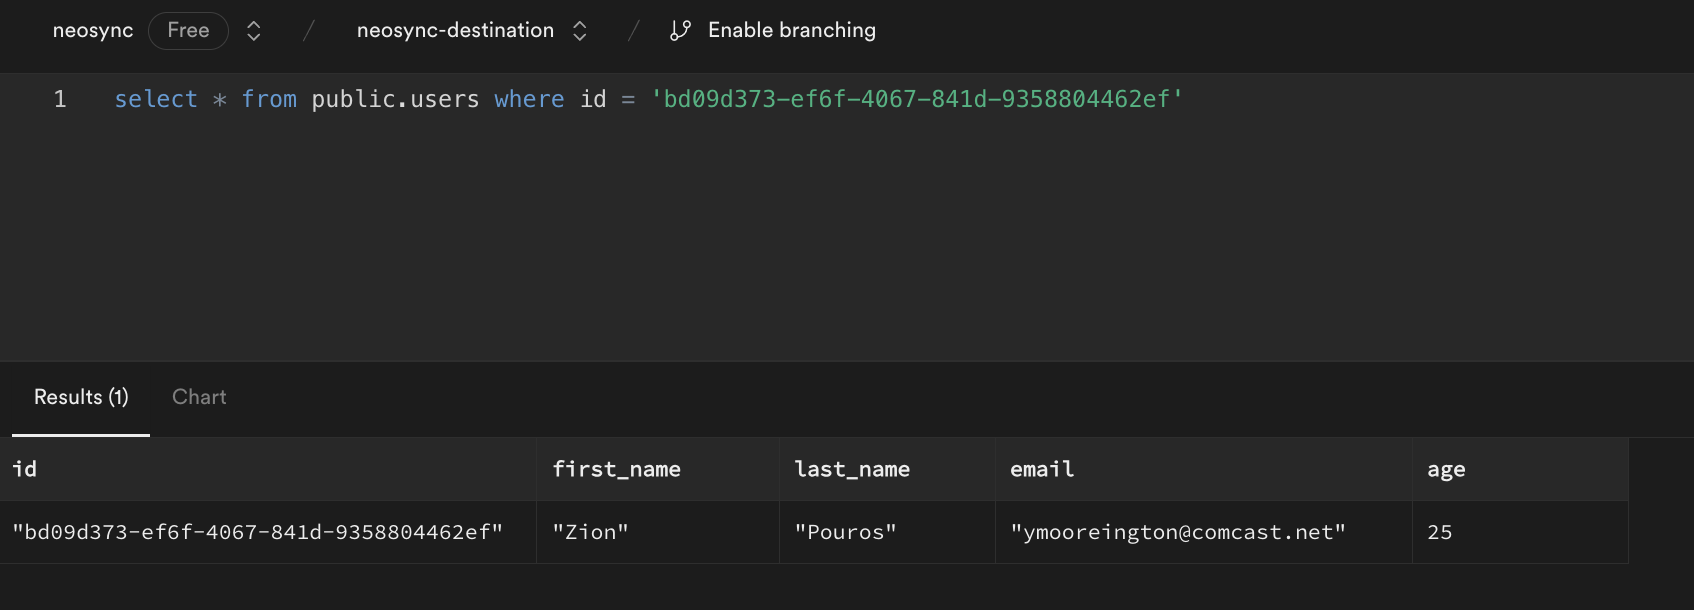 neosync Free / neosync-destination / Enable branching
1 select * from public.users where id = 'bd09d373-ef6f-4067-841d-9358804462ef'
Results (1) Chart
id first_name last_name email age
"bd09d373-ef6f-4067-841d-9358804462ef" "Zion" "Pouros" "ymooreington@comcast.net" 25